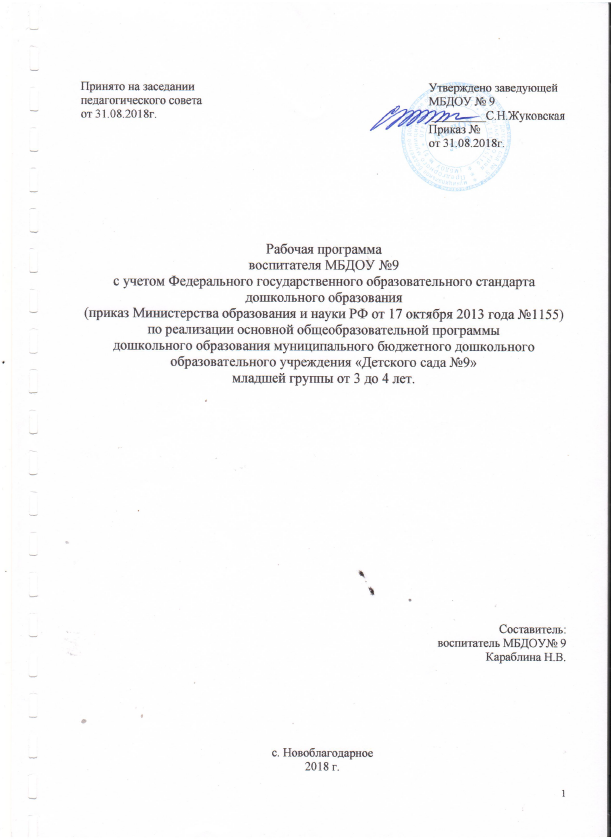 Принято на заседании
педагогического совета
от 31.08.2018г.
Утверждено заведующей
МБДОУ № 9
С.Н.Жуковская
Приказ №
от 31.08.2018г.
Рабочая программа
воспитателя МБДОУ №9
с учетом Федерального государственного образовательного стандарта
дошкольного образования
(приказ Министерства образования и науки РФ от 17 октября 2013 года №1155)
по реализации основной общеобразовательной программы
дошкольного образования муниципального бюджетного дошкольного
образовательного учреждения «Детского сада №9»
младшей группы от 3 до 4 лет.
Составитель:
воспитатель МБДОУ№ 9
Караблина Н.В.
с. Новоблагодарное
2018 г.
1